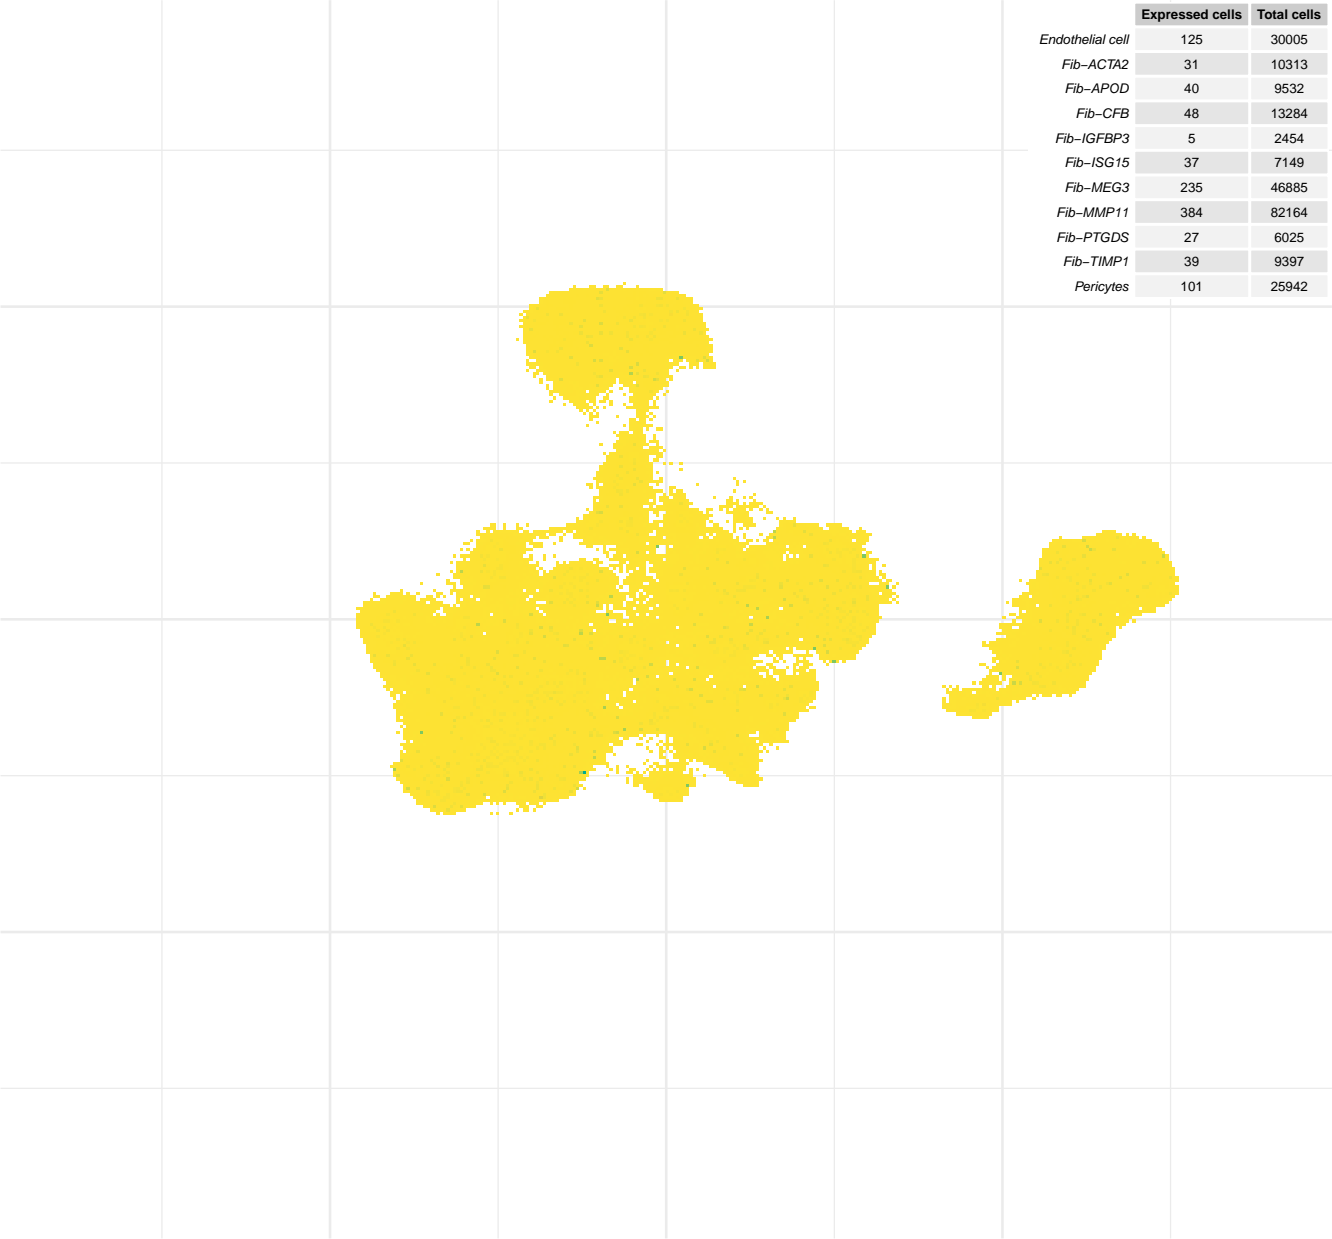 Expressed cells Total cells
Endothelial cell 125 30005
Fib−ACTA2 31 10313
Fib−APOD 40 9532
Fib−CFB 48 13284
Fib−IGFBP3 5 2454
Fib−ISG15 37 7149
Fib−MEG3 235 46885
Fib−MMP11 384 82164
Fib−PTGDS 27 6025
Fib−TIMP1 39 9397
Pericytes 101 25942